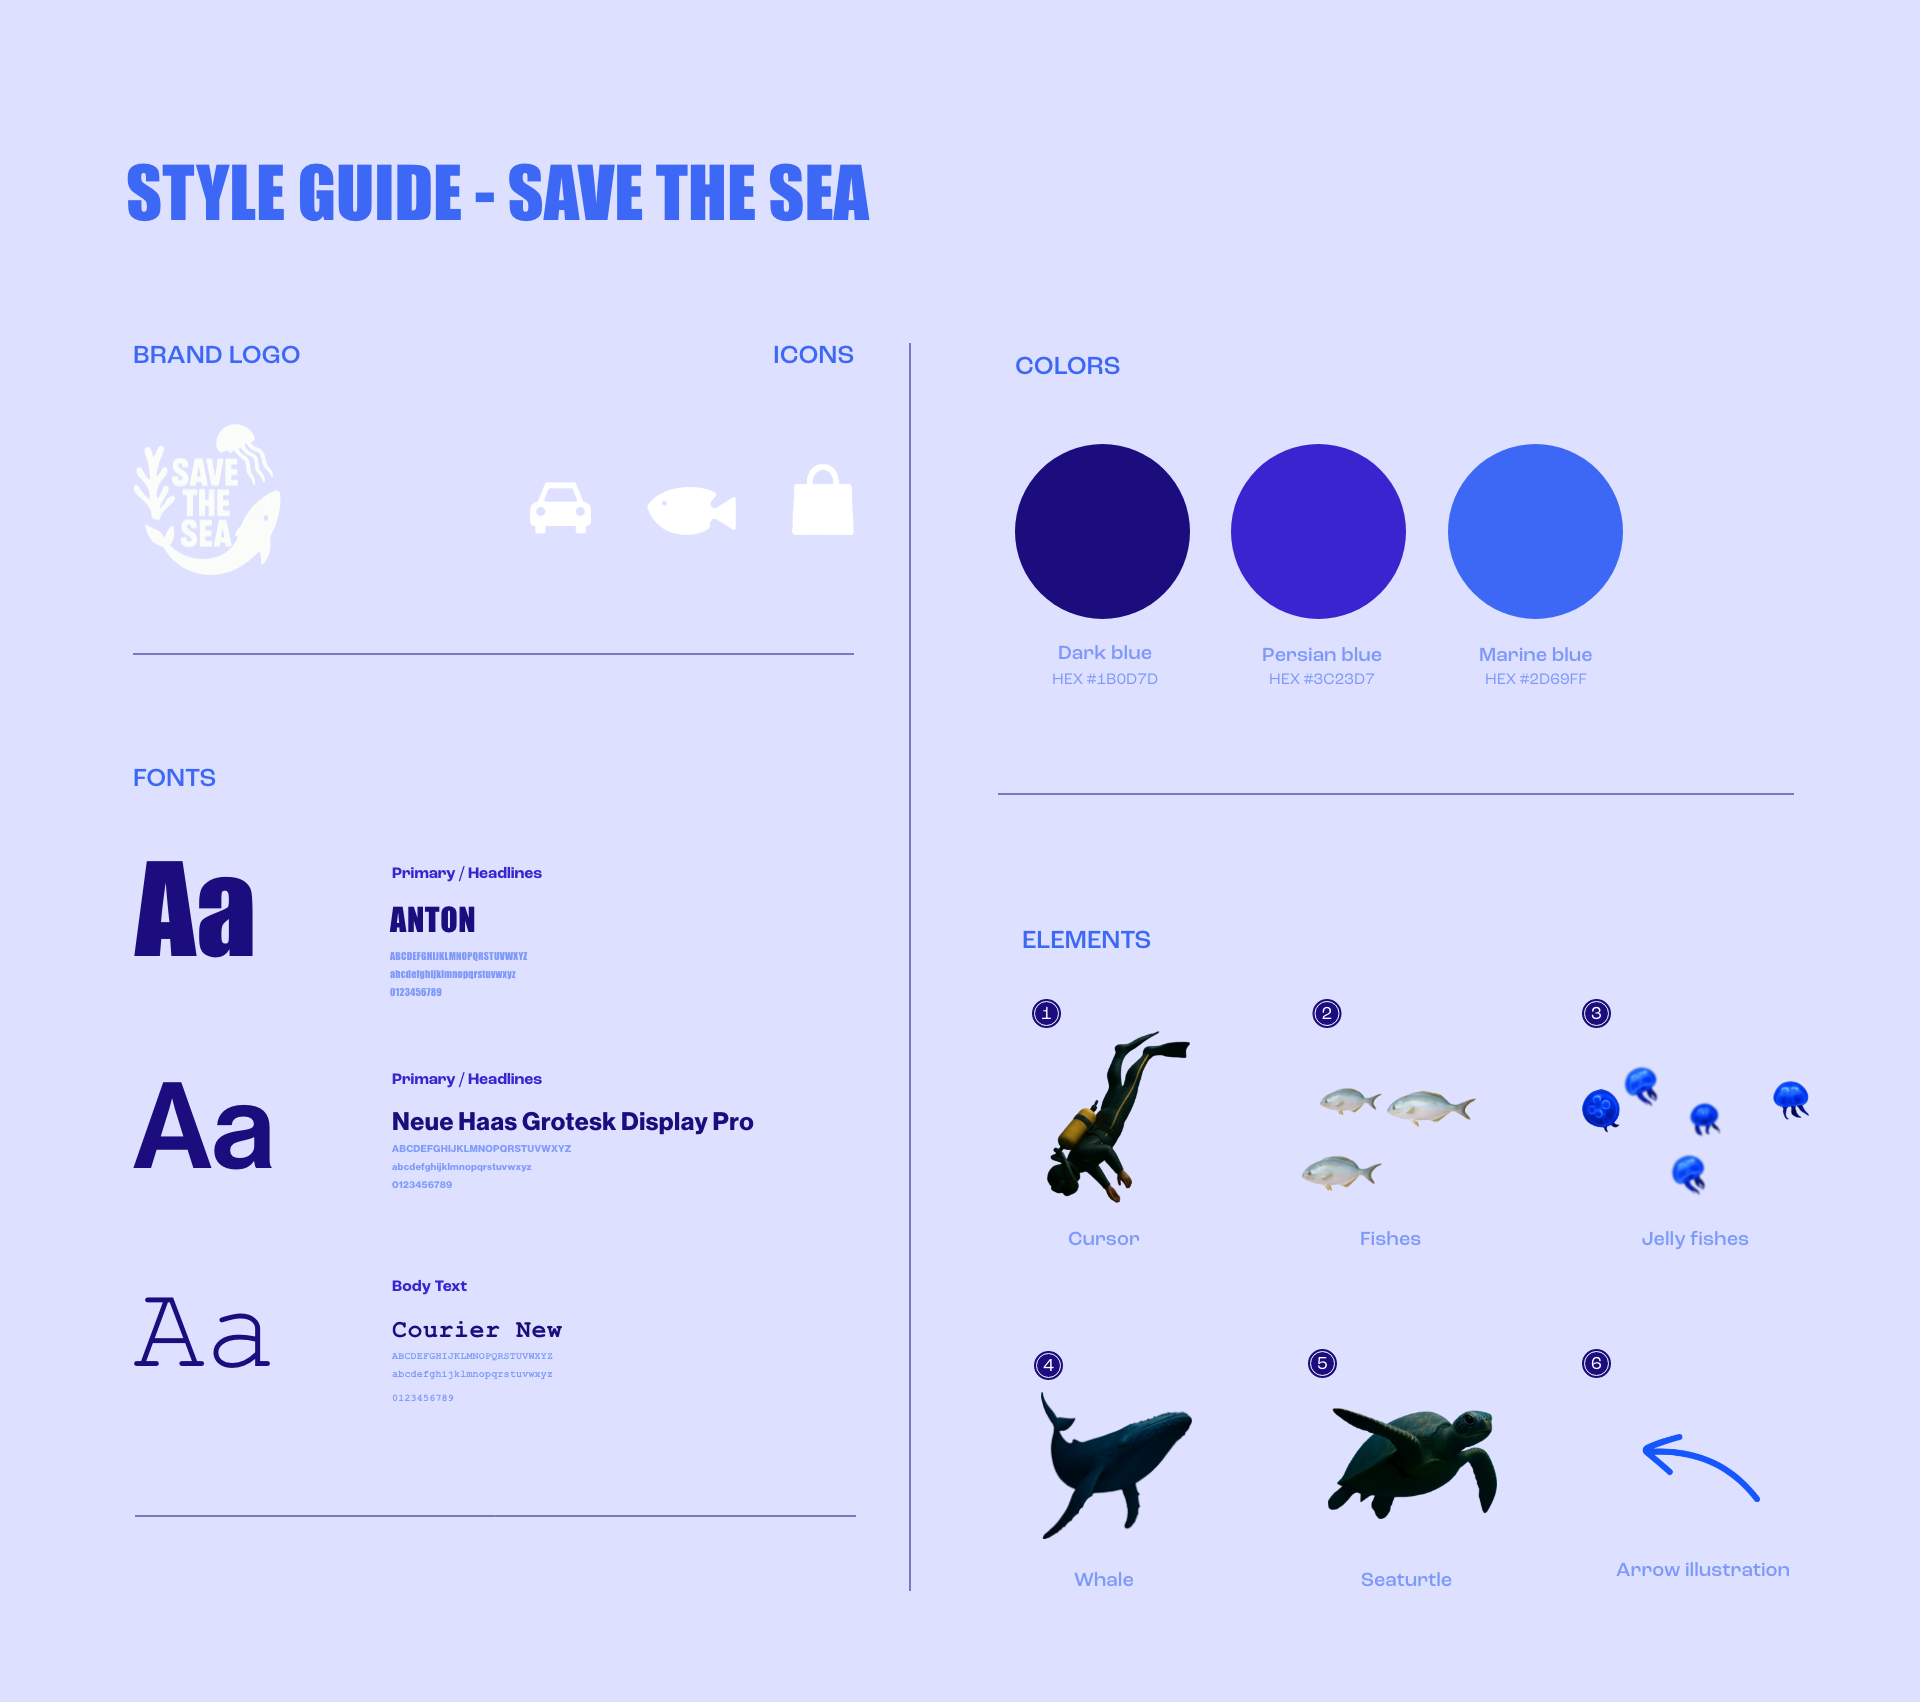 STYLE GUIDE - SAVE THE SEA
BRAND LOGO
ICONS
SAVE
THE
SEA
FONTS
Aa
Primary / Headlines
ANTON
ABCDEFGHIJKLMNOPQRSTUVWXYZ
abcdefghijklmnopqrstuvwxyz
0123456789
Aa
Primary / Headlines
Neue Haas Grotesk Display Pro
ABCDEFGHIJKLMNOPQRSTUVWXYZ
abcdefghijklmnopqrstuvwxyz
0123456789
Aa
Body Text
Courier New
ABCDEFGHIJKLMNOPQRSTUVWXYZ
abcdefghijklmnopqrstuvwxyz
0123456789
COLORS
Dark blue
HEX #1B0D7D
Persian blue
HEX #3C23D7
Marine blue
HEX #2D69FF
ELEMENTS
1
Cursor
2
Fishes
3
Jelly fishes
4
Whale
5
Seaturtle
6
Arrow illustration